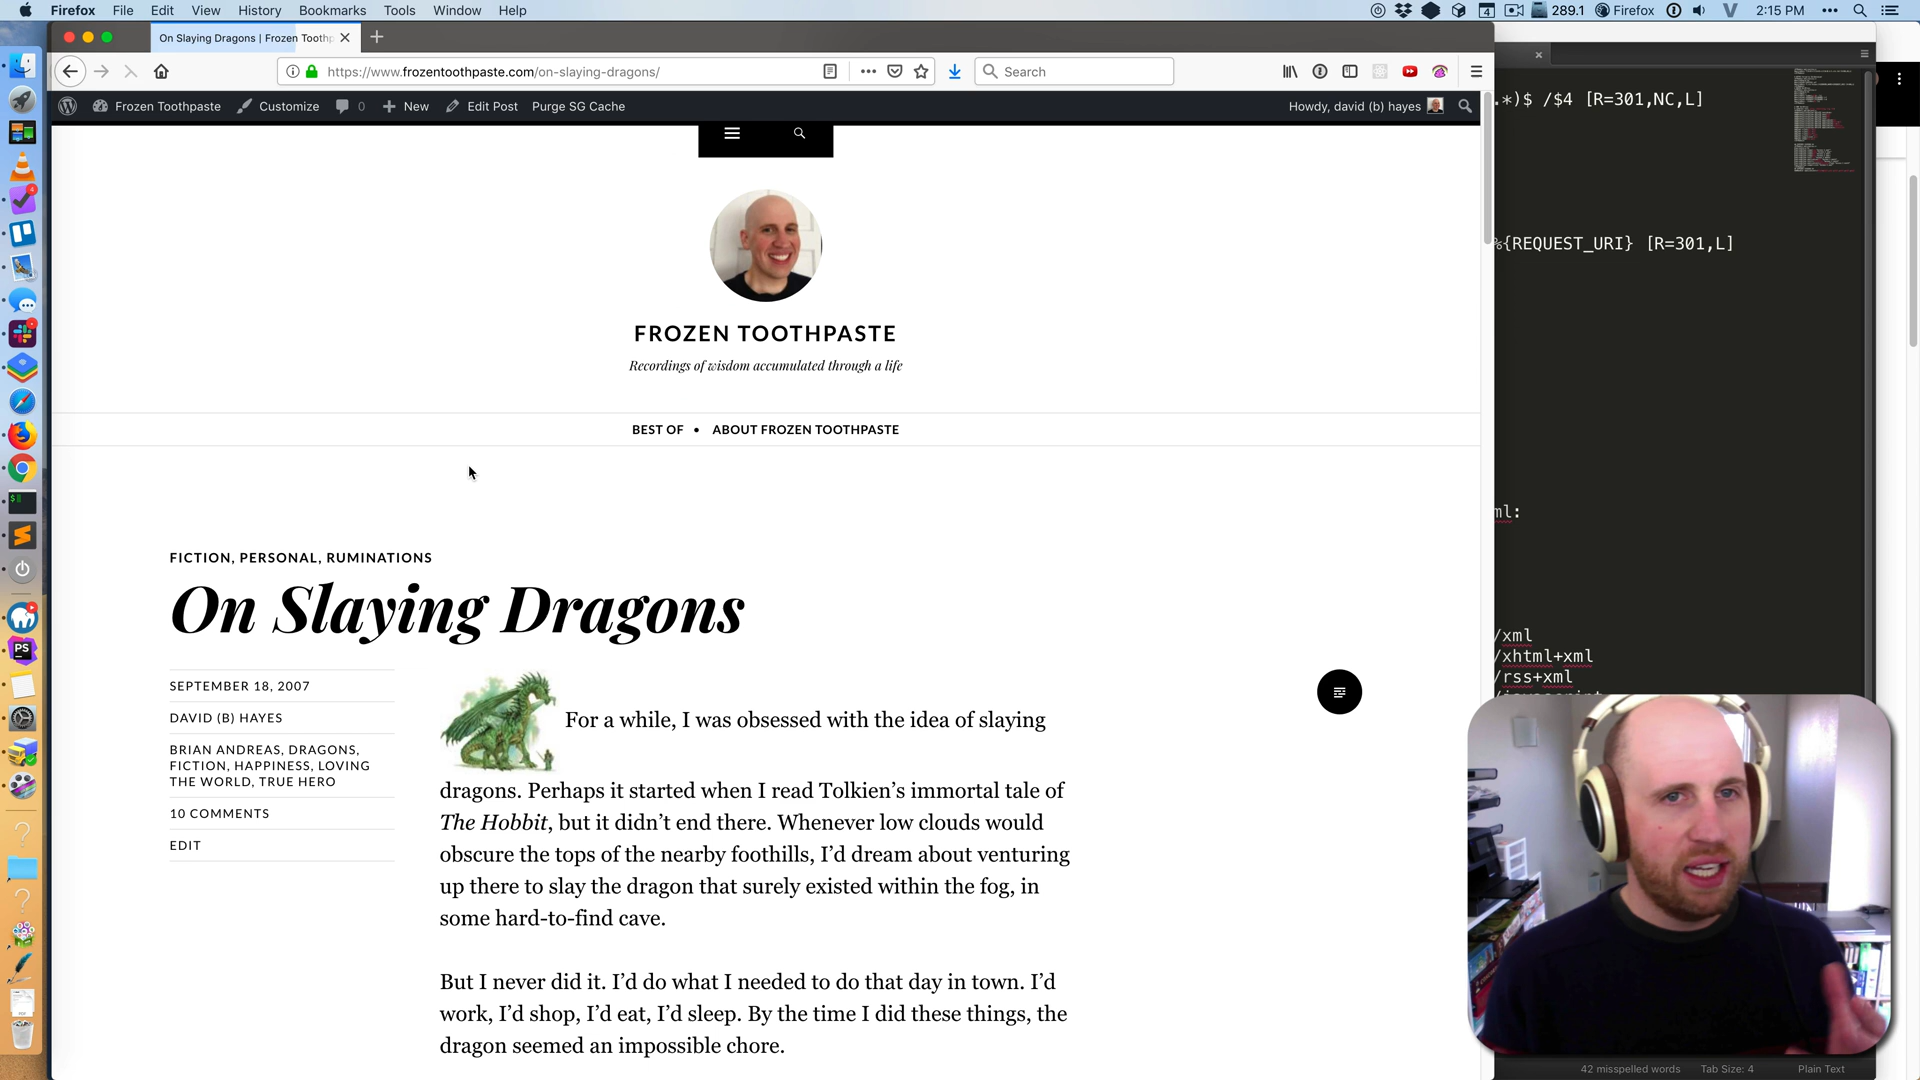 Firefox File Edit View History Bookmarks Tools Window Help
4 289.1 Firefox 2:15 PM
On Slaying Dragons | Frozen Toothp
https://www.frozentoothpaste.com/on-slaying-dragons/
Search
Frozen Toothpaste Customize 0 New Edit Post Purge SG Cache
Howdy, david (b) hayes
FROZEN TOOTHPASTE
Recordings of wisdom accumulated through a life
BEST OF • ABOUT FROZEN TOOTHPASTE
FICTION, PERSONAL, RUMINATIONS
On Slaying Dragons
SEPTEMBER 18, 2007
DAVID (B) HAYES
BRIAN ANDREAS, DRAGONS,
FICTION, HAPPINESS, LOVING
THE WORLD, TRUE HERO
10 COMMENTS
EDIT
For a while, I was obsessed with the idea of slaying
dragons. Perhaps it started when I read Tolkien’s immortal tale of
The Hobbit, but it didn’t end there. Whenever low clouds would
obscure the tops of the nearby foothills, I’d dream about venturing
up there to slay the dragon that surely existed within the fog, in
some hard-to-find cave.
But I never did it. I’d do what I needed to do that day in town. I’d
work, I’d shop, I’d eat, I’d sleep. By the time I did these things, the
dragon seemed an impossible chore.
.*)$ /$4 [R=301,NC,L]
%{REQUEST_URI} [R=301,L]
ml:
/xml
/xhtml+xml
/rss+xml
42 misspelled words Tab Size: 4 Plain Text